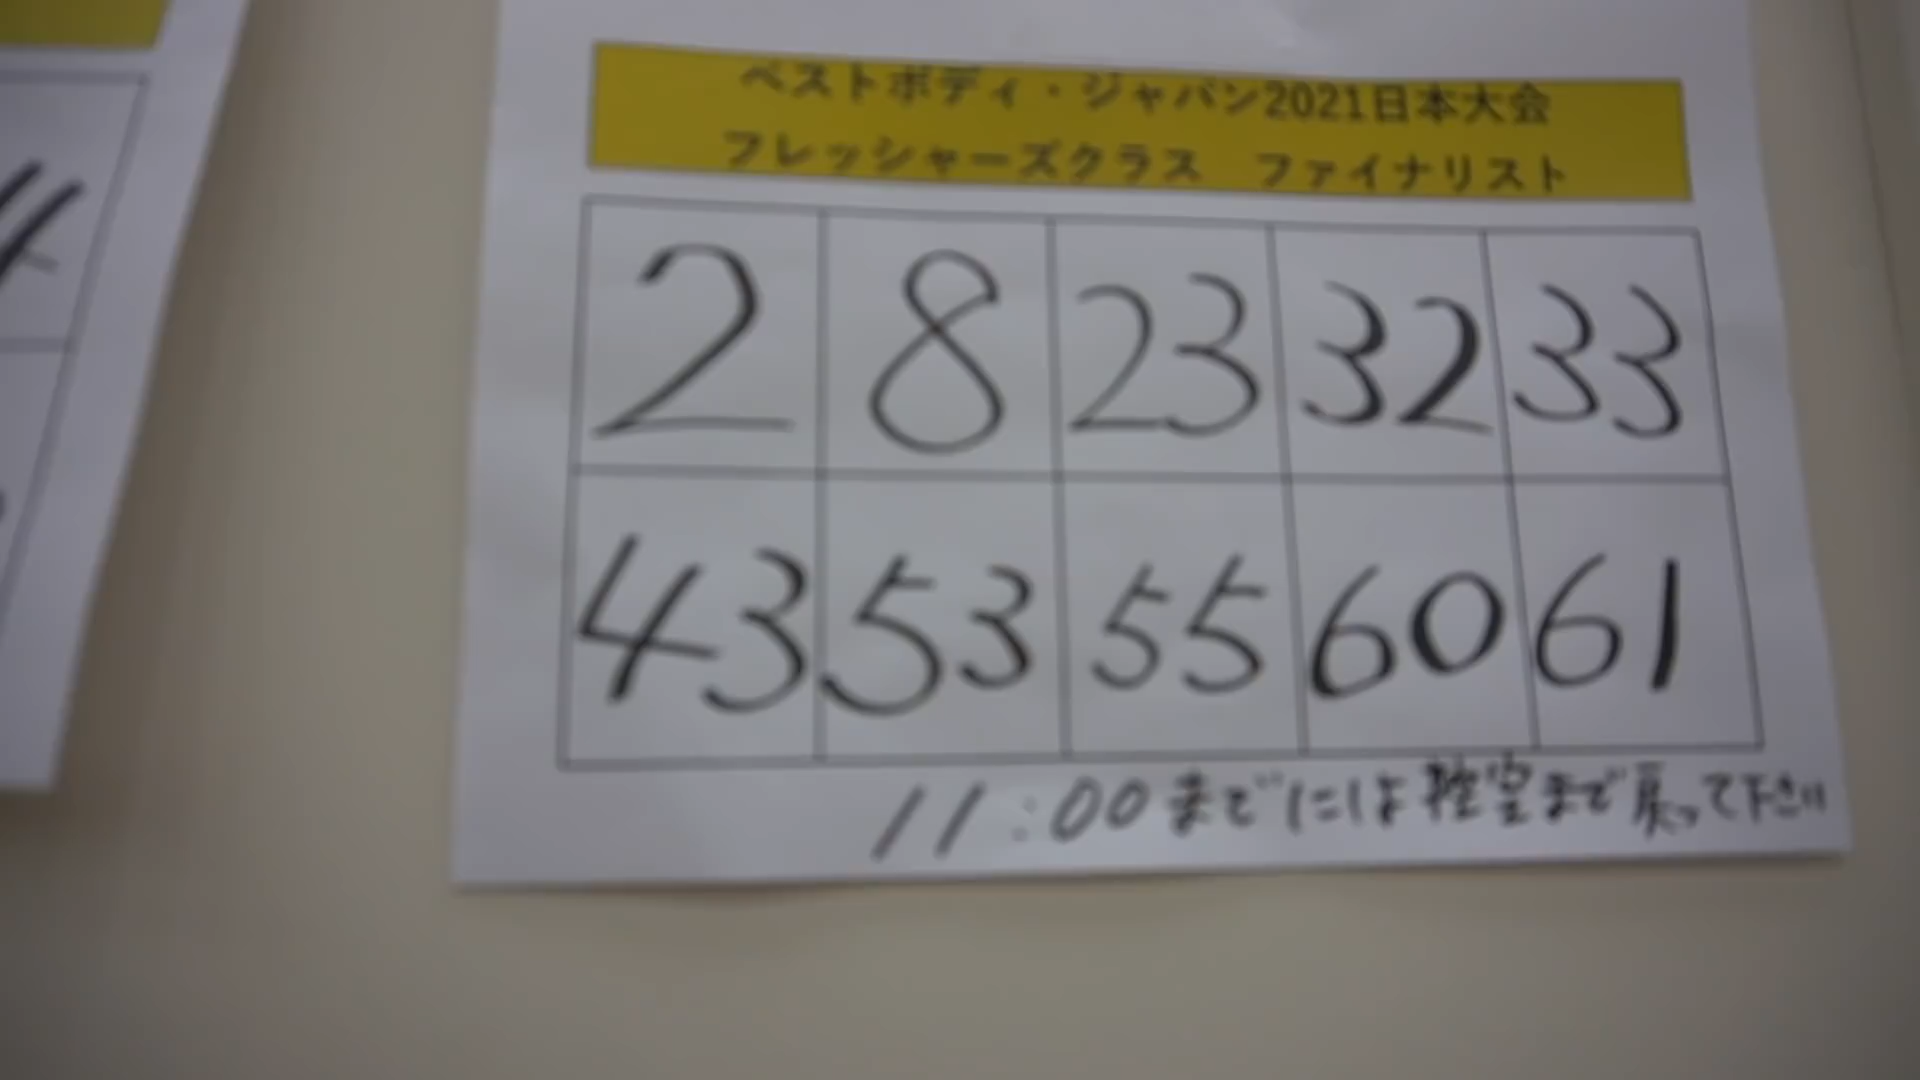 ベストボディ・ジャパン2021日本大会
フレッシャーズクラス ファイナリスト
2 8 23 32 33
43 53 55 60 61
11:00までには控室まで戻って下さい